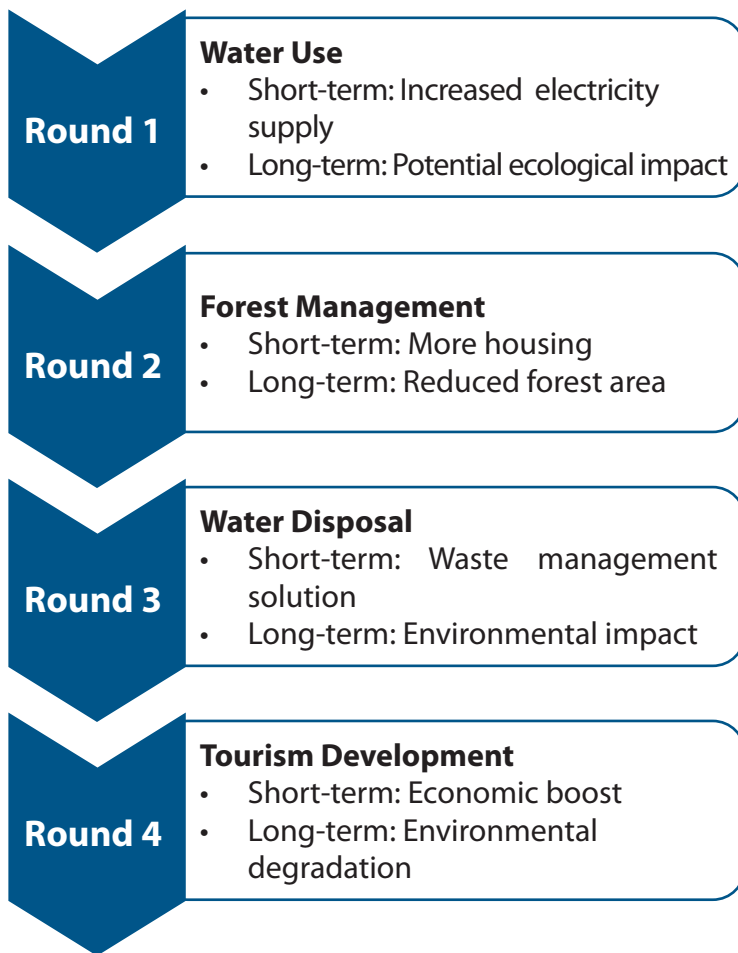 Round 1
Water Use
• Short-term: Increased electricity
supply
• Long-term: Potential ecological impact
Round 2
Forest Management
• Short-term: More housing
• Long-term: Reduced forest area
Round 3
Water Disposal
• Short-term: Waste management
solution
• Long-term: Environmental impact
Round 4
Tourism Development
• Short-term: Economic boost
• Long-term: Environmental
degradation